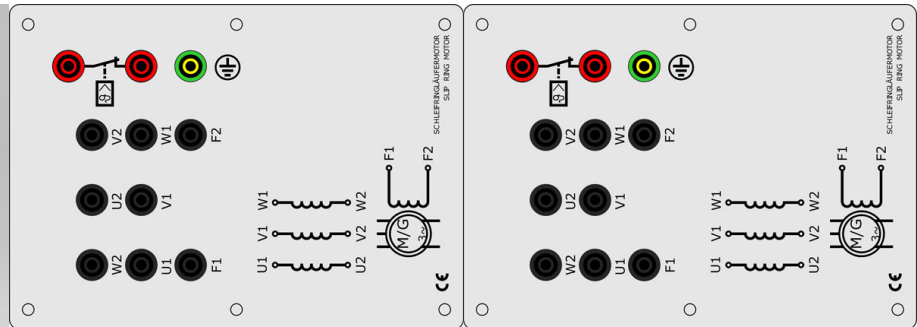 SCHLEIFRINGLÄUFERMOTOR
SLIP RING MOTOR
ϑ>
V2 W1 F2
U2 V1
W2 U1 F1
F1 F2
W1 W2
V1 V2
U1 U2
M/G
3~
CE
SCHLEIFRINGLÄUFERMOTOR
SLIP RING MOTOR
ϑ>
V2 W1 F2
U2 V1
W2 U1 F1
F1 F2
W1 W2
V1 V2
U1 U2
M/G
3~
CE